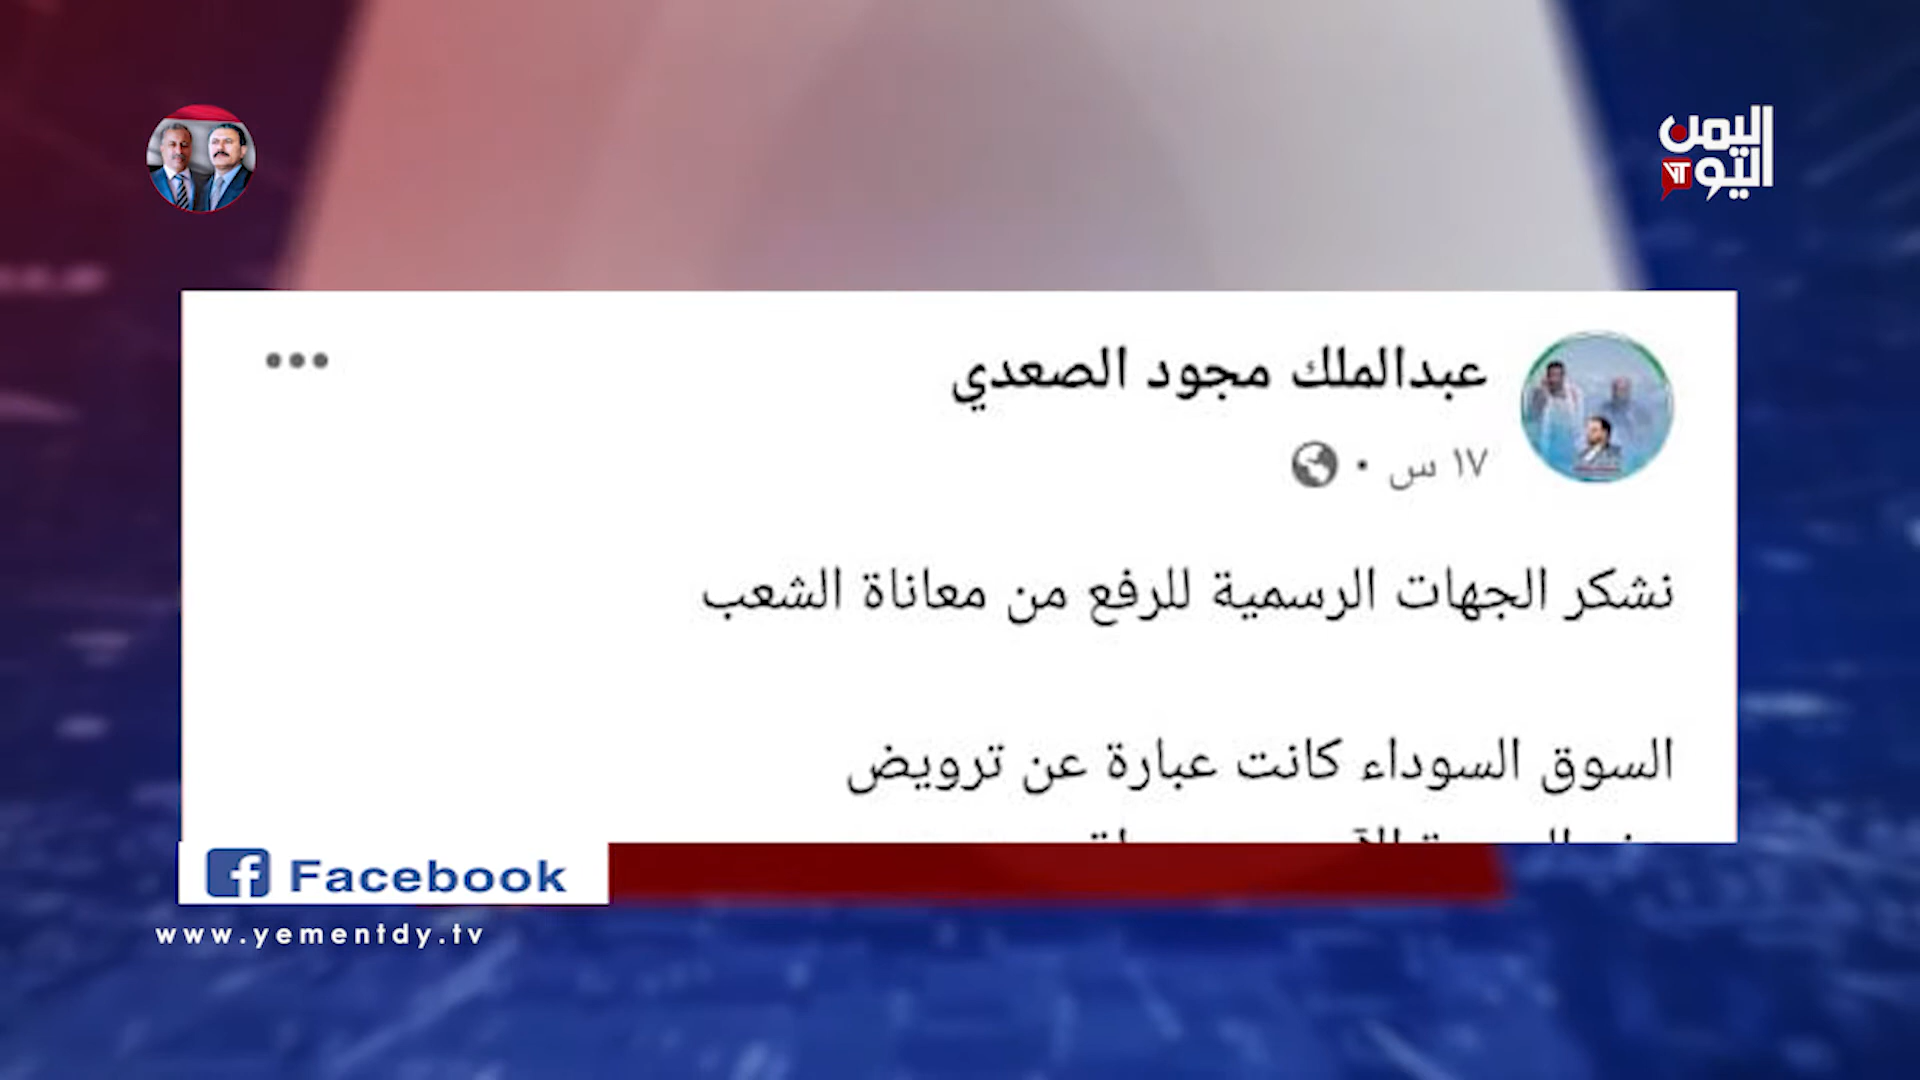 اليمن
اليوم
YT
عبدالملك مجود الصعدي
١٧ س
نشكر الجهات الرسمية للرفع من معاناة الشعب
السوق السوداء كانت عبارة عن ترويض
Facebook
www.yementdy.tv